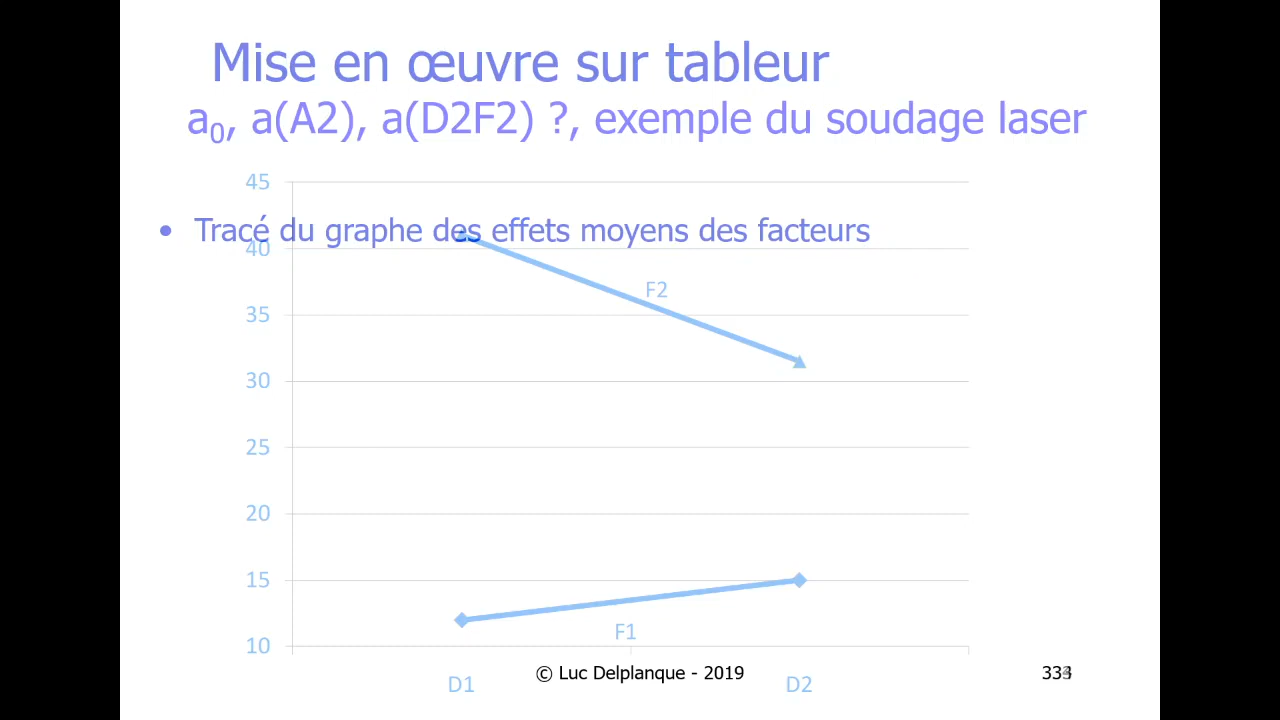 Mise en œuvre sur tableur
a0, a(A2), a(D2F2) ?, exemple du soudage laser
45
• Tracé du graphe des effets moyens des facteurs
40
F2
35
30
25
20
15
F1
10
D1
D2
© Luc Delplanque - 2019